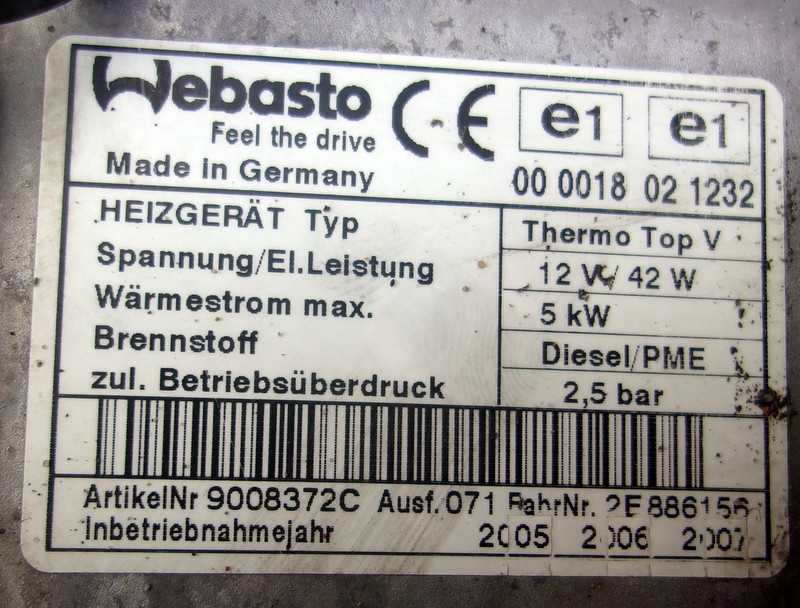 Webasto
Feel the drive
Made in Germany
CE
e1 e1
00 0018 02 1232
HEIZGERÄT Typ Thermo Top V
Spannung/El.Leistung 12 V / 42 W
Wärmestrom max. 5 kW
Brennstoff Diesel/PME
zul. Betriebsüberdruck 2,5 bar
ArtikelNr 9008372C Ausf. 071 FabrNr.
Inbetriebnahmejahr 2005 2006 2007